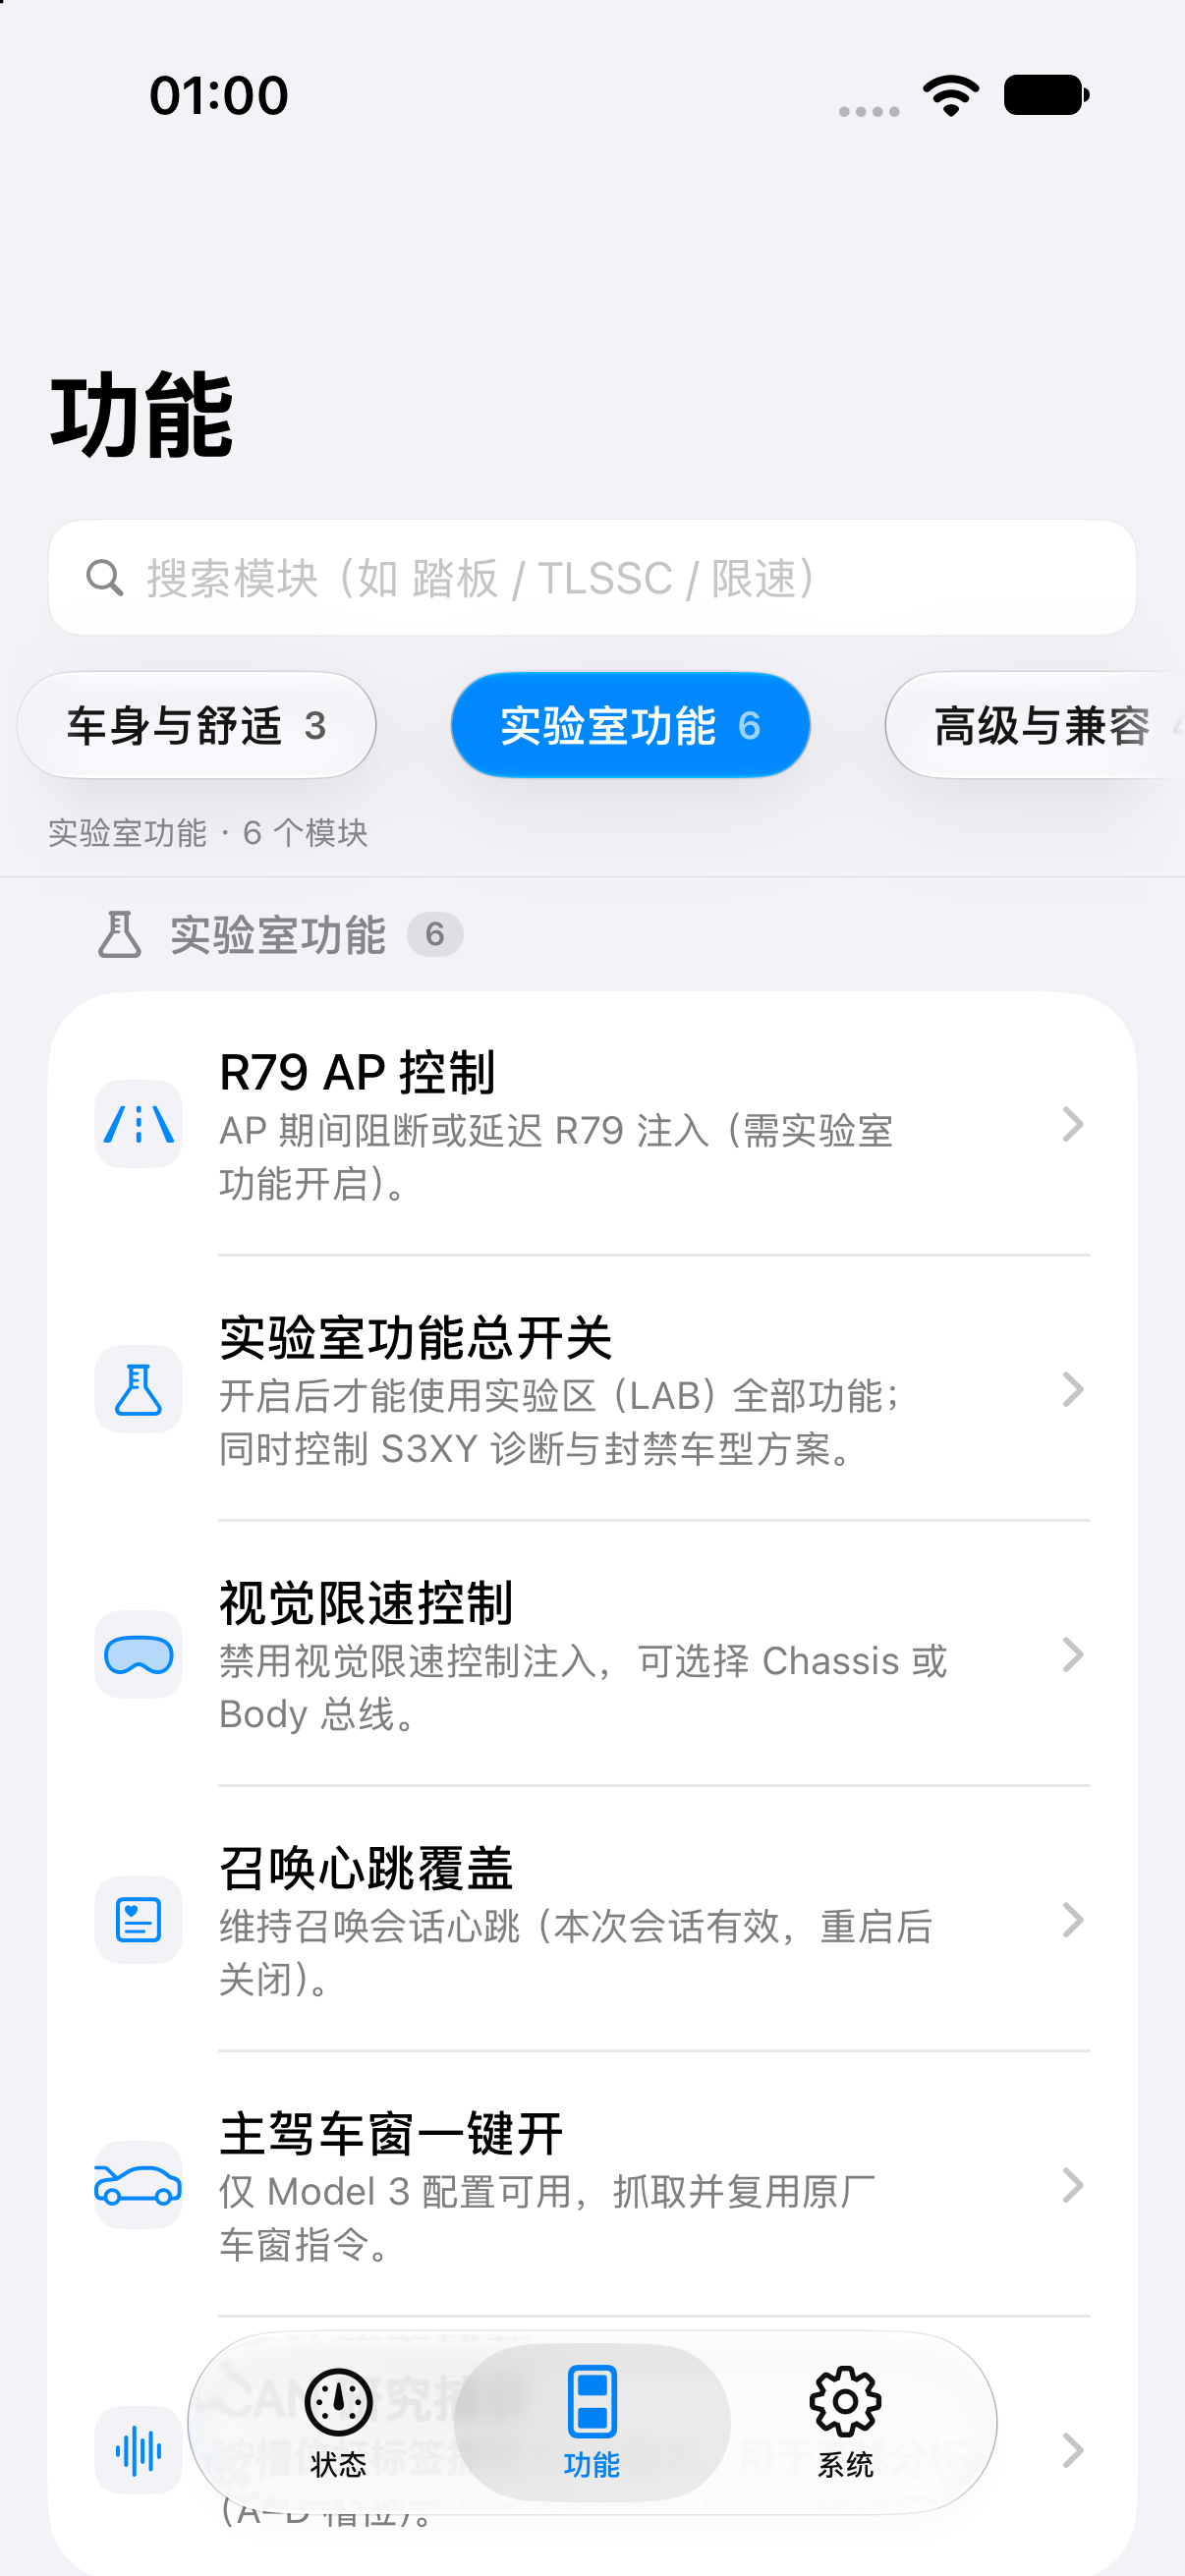 01:00
功能
搜索模块（如 踏板 / TLSSC / 限速）
车身与舒适 3
实验室功能 6
高级与兼容
实验室功能 · 6 个模块
实验室功能 6
R79 AP 控制
AP 期间阻断或延迟 R79 注入（需实验室
功能开启）。
实验室功能总开关
开启后才能使用实验区（LAB）全部功能；
同时控制 S3XY 诊断与封禁车型方案。
视觉限速控制
禁用视觉限速控制注入，可选择 Chassis 或
Body 总线。
召唤心跳覆盖
维持召唤会话心跳（本次会话有效，重启后
关闭）。
主驾车窗一键开
仅 Model 3 配置可用，抓取并复用原厂
车窗指令。
（A–D 槽位）。
状态
功能
系统